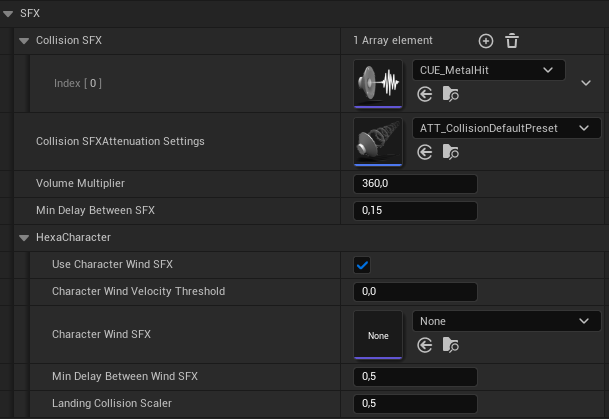 SFX
Collision SFX 1 Array element
Index [ 0 ] CUE_MetalHit
Collision SFXAttenuation Settings ATT_CollisionDefaultPreset
Volume Multiplier 360,0
Min Delay Between SFX 0,15
HexaCharacter
Use Character Wind SFX
Character Wind Velocity Threshold 0,0
Character Wind SFX None None
Min Delay Between Wind SFX 0,5
Landing Collision Scaler 0,5